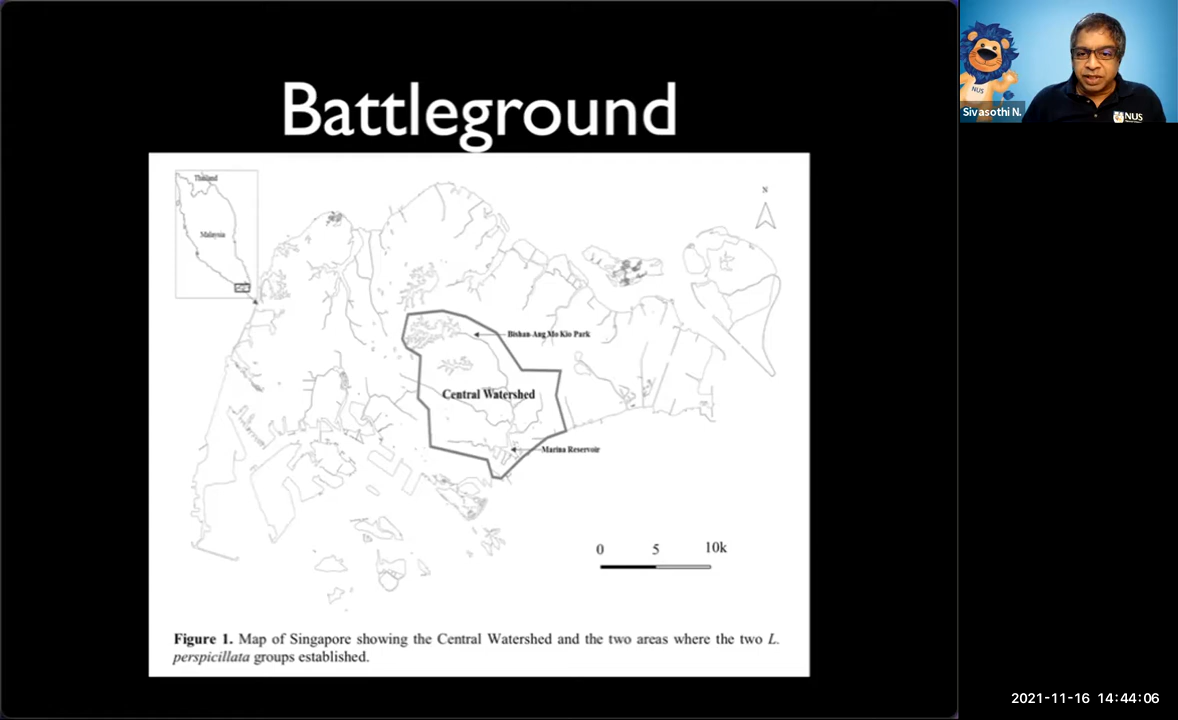 Battleground
Thailand
Malaysia
N
Bishan-Ang Mo Kio Park
Central Watershed
Marina Reservoir
0 5 10k
Figure 1. Map of Singapore showing the Central Watershed and the two areas where the two L.
perspicillata groups established.
NUS
Sivasothi N.
NUS
2021-11-16 14:44:06